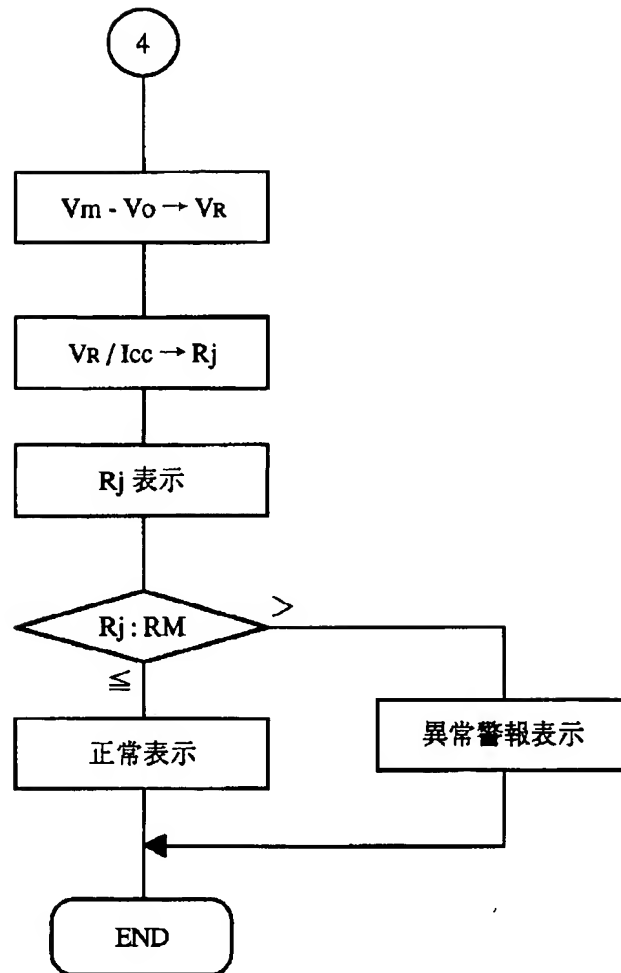 4
Vm - Vo → VR
VR / Icc → Rj
Rj 表示
Rj : RM
>
≦
正常表示
異常警報表示
END